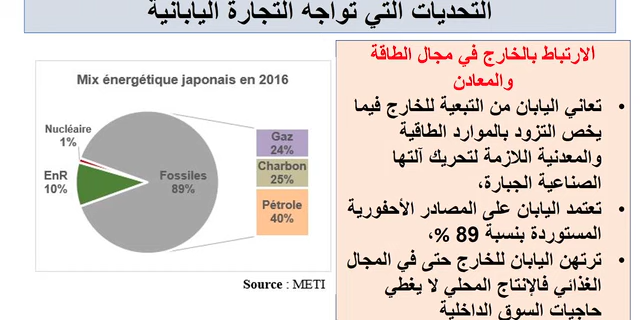 التحديات التي تواجه التجارة اليابانية
الارتباط بالخارج في مجال الطاقة
والمعادن
• تعاني اليابان من التبعية للخارج فيما
يخص التزود بالموارد الطاقية
والمعدنية اللازمة لتحريك آلتها
الصناعية الجبارة،
• تعتمد اليابان على المصادر الأحفورية
المستوردة بنسبة 89 %،
• ترتهن اليابان للخارج حتى في المجال
الغذائي فالإنتاج المحلي لا يغطي
حاجيات السوق الداخلية
Mix énergétique japonais en 2016
Nucléaire
1%
EnR
10%
Fossiles
89%
Gaz
24%
Charbon
25%
Pétrole
40%
Source : METI